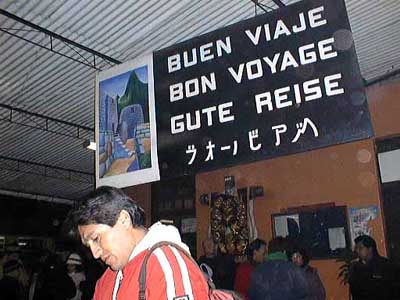 BUEN VIAJE
BON VOYAGE
GUTE REISE